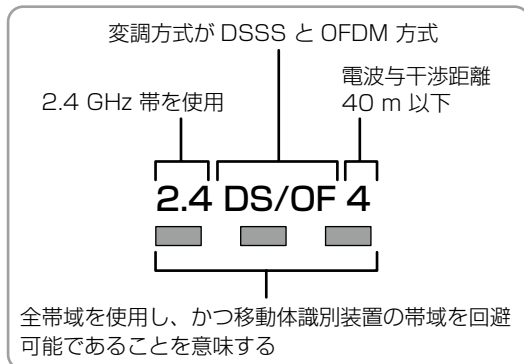 変調方式が DSSS と OFDM 方式
電波与干渉距離
40 m 以下
2.4 GHz 帯を使用
2.4 DS/OF 4
全帯域を使用し、かつ移動体識別装置の帯域を回避
可能であることを意味する